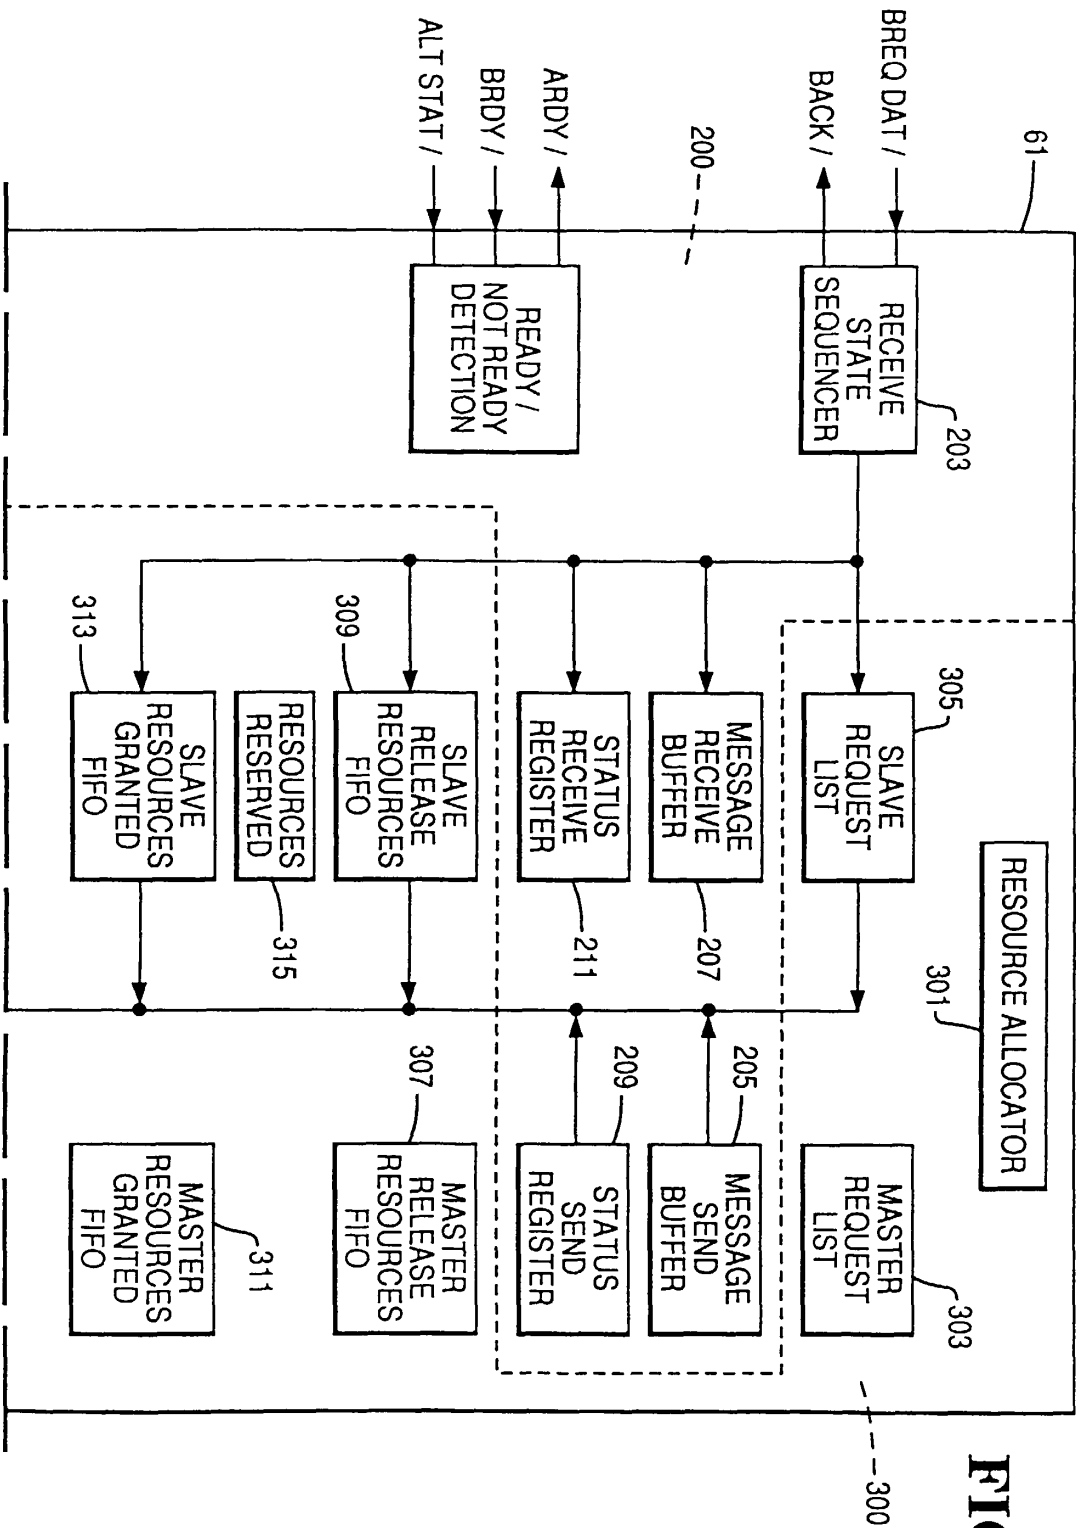 FIG
61
BREQ DAT /
BACK /
200
ARDY /
BRDY /
ALT STAT /
RECEIVE
STATE
SEQUENCER
203
READY /
NOT READY
DETECTION
RESOURCE ALLOCATOR
301
305
SLAVE
REQUEST
LIST
MASTER
REQUEST
LIST
303
300
MESSAGE
RECEIVE
BUFFER
207
205
MESSAGE
SEND
BUFFER
STATUS
RECEIVE
REGISTER
211
209
STATUS
SEND
REGISTER
309
SLAVE
RELEASE
RESOURCES
FIFO
307
MASTER
RELEASE
RESOURCES
FIFO
RESOURCES
RESERVED
315
313
SLAVE
RESOURCES
GRANTED
FIFO
MASTER
RESOURCES
GRANTED
FIFO
311